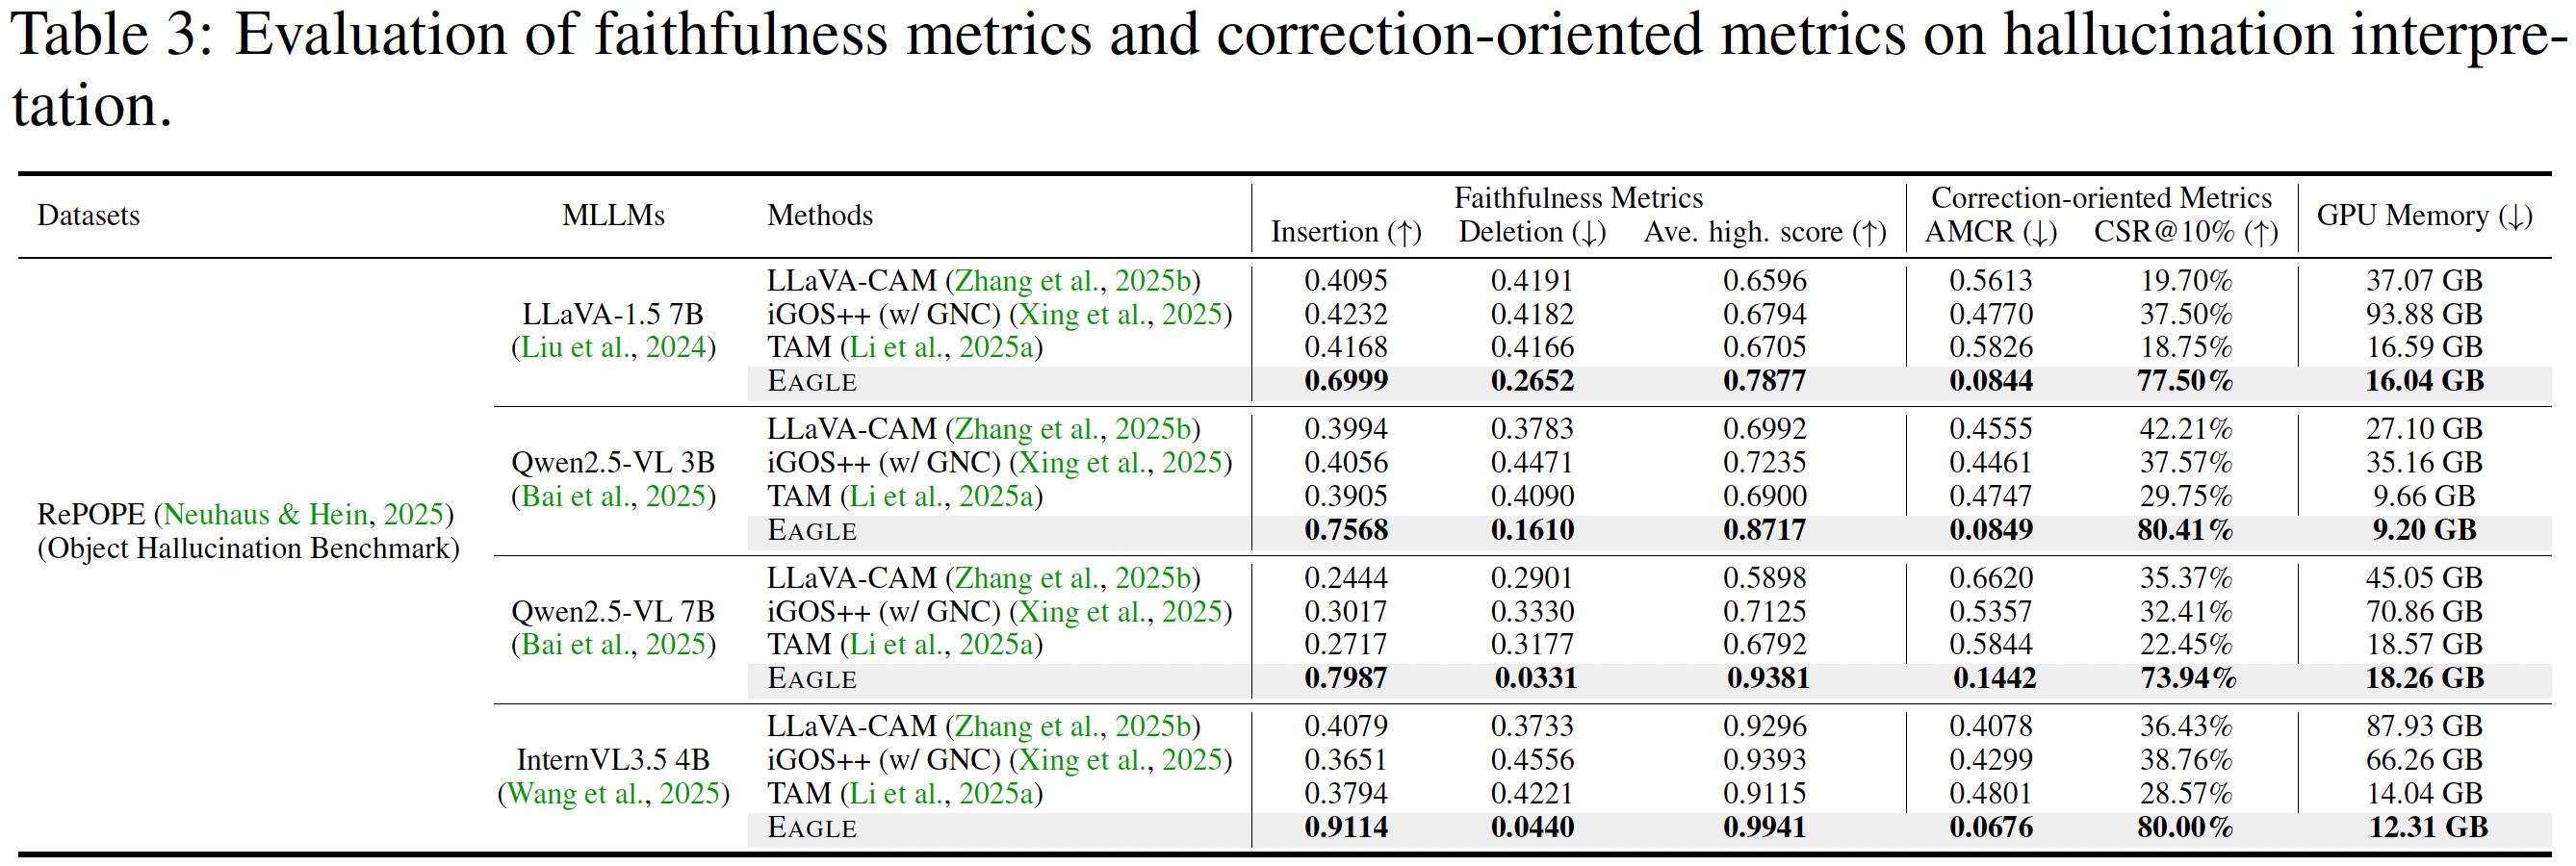 Table 3: Evaluation of faithfulness metrics and correction-oriented metrics on hallucination interpre-
tation.
Datasets MLLMs Methods Faithfulness Metrics Correction-oriented Metrics GPU Memory (↓)
Insertion (↑) Deletion (↓) Ave. high. score (↑) AMCR (↓) CSR@10% (↑)
RePOPE (Neuhaus & Hein, 2025)
(Object Hallucination Benchmark)
LLaVA-1.5 7B
(Liu et al., 2024)
LLaVA-CAM (Zhang et al., 2025b) 0.4095 0.4191 0.6596 0.5613 19.70% 37.07 GB
iGOS++ (w/ GNC) (Xing et al., 2025) 0.4232 0.4182 0.6794 0.4770 37.50% 93.88 GB
TAM (Li et al., 2025a) 0.4168 0.4166 0.6705 0.5826 18.75% 16.59 GB
EAGLE 0.6999 0.2652 0.7877 0.0844 77.50% 16.04 GB
Qwen2.5-VL 3B
(Bai et al., 2025)
LLaVA-CAM (Zhang et al., 2025b) 0.3994 0.3783 0.6992 0.4555 42.21% 27.10 GB
iGOS++ (w/ GNC) (Xing et al., 2025) 0.4056 0.4471 0.7235 0.4461 37.57% 35.16 GB
TAM (Li et al., 2025a) 0.3905 0.4090 0.6900 0.4747 29.75% 9.66 GB
EAGLE 0.7568 0.1610 0.8717 0.0849 80.41% 9.20 GB
Qwen2.5-VL 7B
(Bai et al., 2025)
LLaVA-CAM (Zhang et al., 2025b) 0.2444 0.2901 0.5898 0.6620 35.37% 45.05 GB
iGOS++ (w/ GNC) (Xing et al., 2025) 0.3017 0.3330 0.7125 0.5357 32.41% 70.86 GB
TAM (Li et al., 2025a) 0.2717 0.3177 0.6792 0.5844 22.45% 18.57 GB
EAGLE 0.7987 0.0331 0.9381 0.1442 73.94% 18.26 GB
InternVL3.5 4B
(Wang et al., 2025)
LLaVA-CAM (Zhang et al., 2025b) 0.4079 0.3733 0.9296 0.4078 36.43% 87.93 GB
iGOS++ (w/ GNC) (Xing et al., 2025) 0.3651 0.4556 0.9393 0.4299 38.76% 66.26 GB
TAM (Li et al., 2025a) 0.3794 0.4221 0.9115 0.4801 28.57% 14.04 GB
EAGLE 0.9114 0.0440 0.9941 0.0676 80.00% 12.31 GB